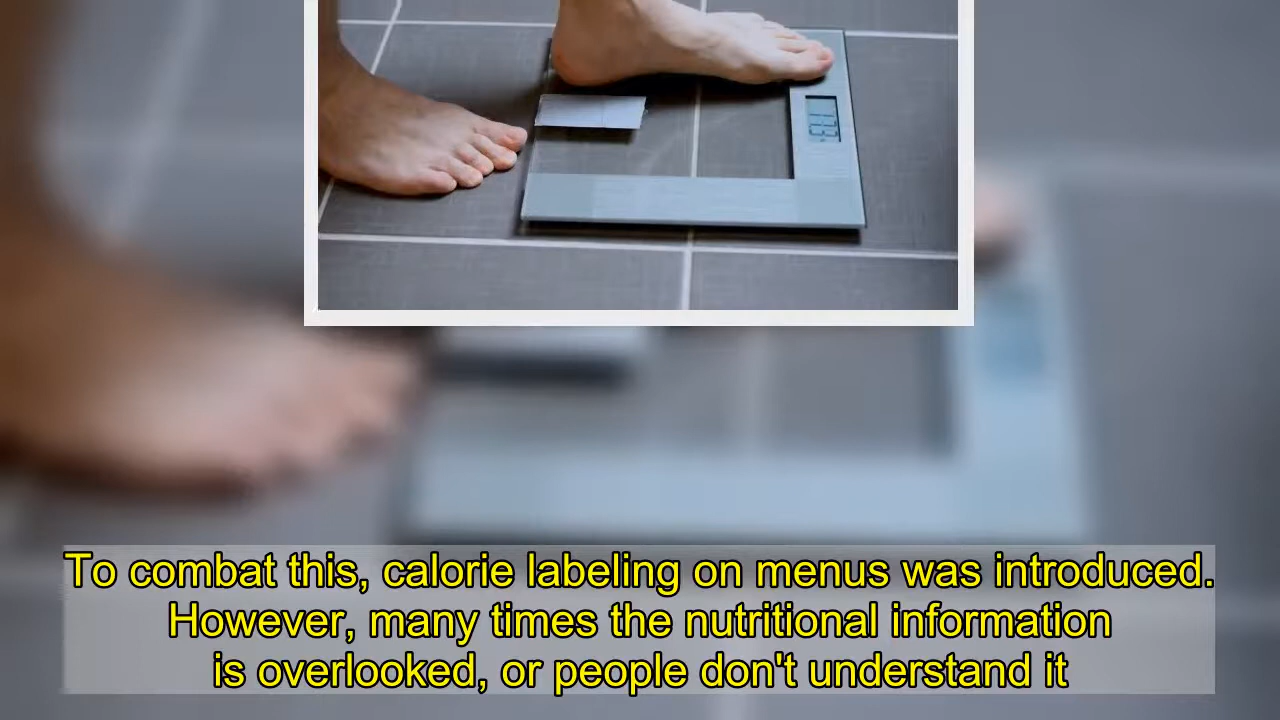 To combat this, calorie labeling on menus was introduced.
However, many times the nutritional information
is overlooked, or people don't understand it